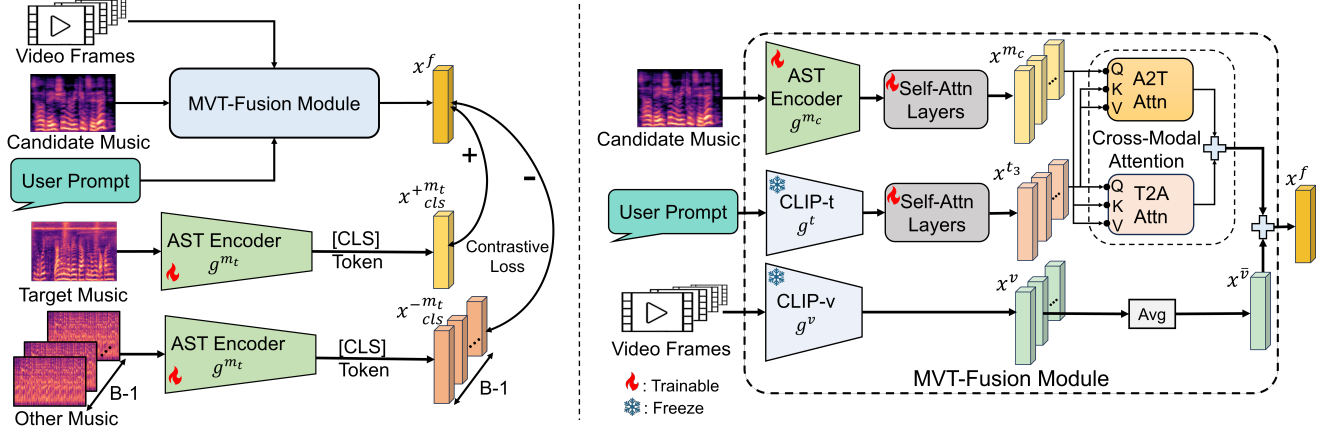 Video Frames
Candidate Music
User Prompt
MVT-Fusion Module
x^f
+
-
Contrastive
Loss
Target Music
AST Encoder
g^{m_t}
[CLS]
Token
x^{+m_t}_{cls}
Other Music
B-1
AST Encoder
g^{m_t}
[CLS]
Token
x^{-m_t}_{cls}
B-1
Candidate Music
AST
Encoder
g^{m_c}
Self-Attn
Layers
x^{m_c}
...
Q
K
V
A2T
Attn
Cross-Modal
Attention
User Prompt
CLIP-t
g^t
Self-Attn
Layers
x^{t_3}
...
Q
K
V
T2A
Attn
x^f
Video Frames
CLIP-v
g^v
x^v
...
Avg
x^{v̄}
MVT-Fusion Module
: Trainable
: Freeze